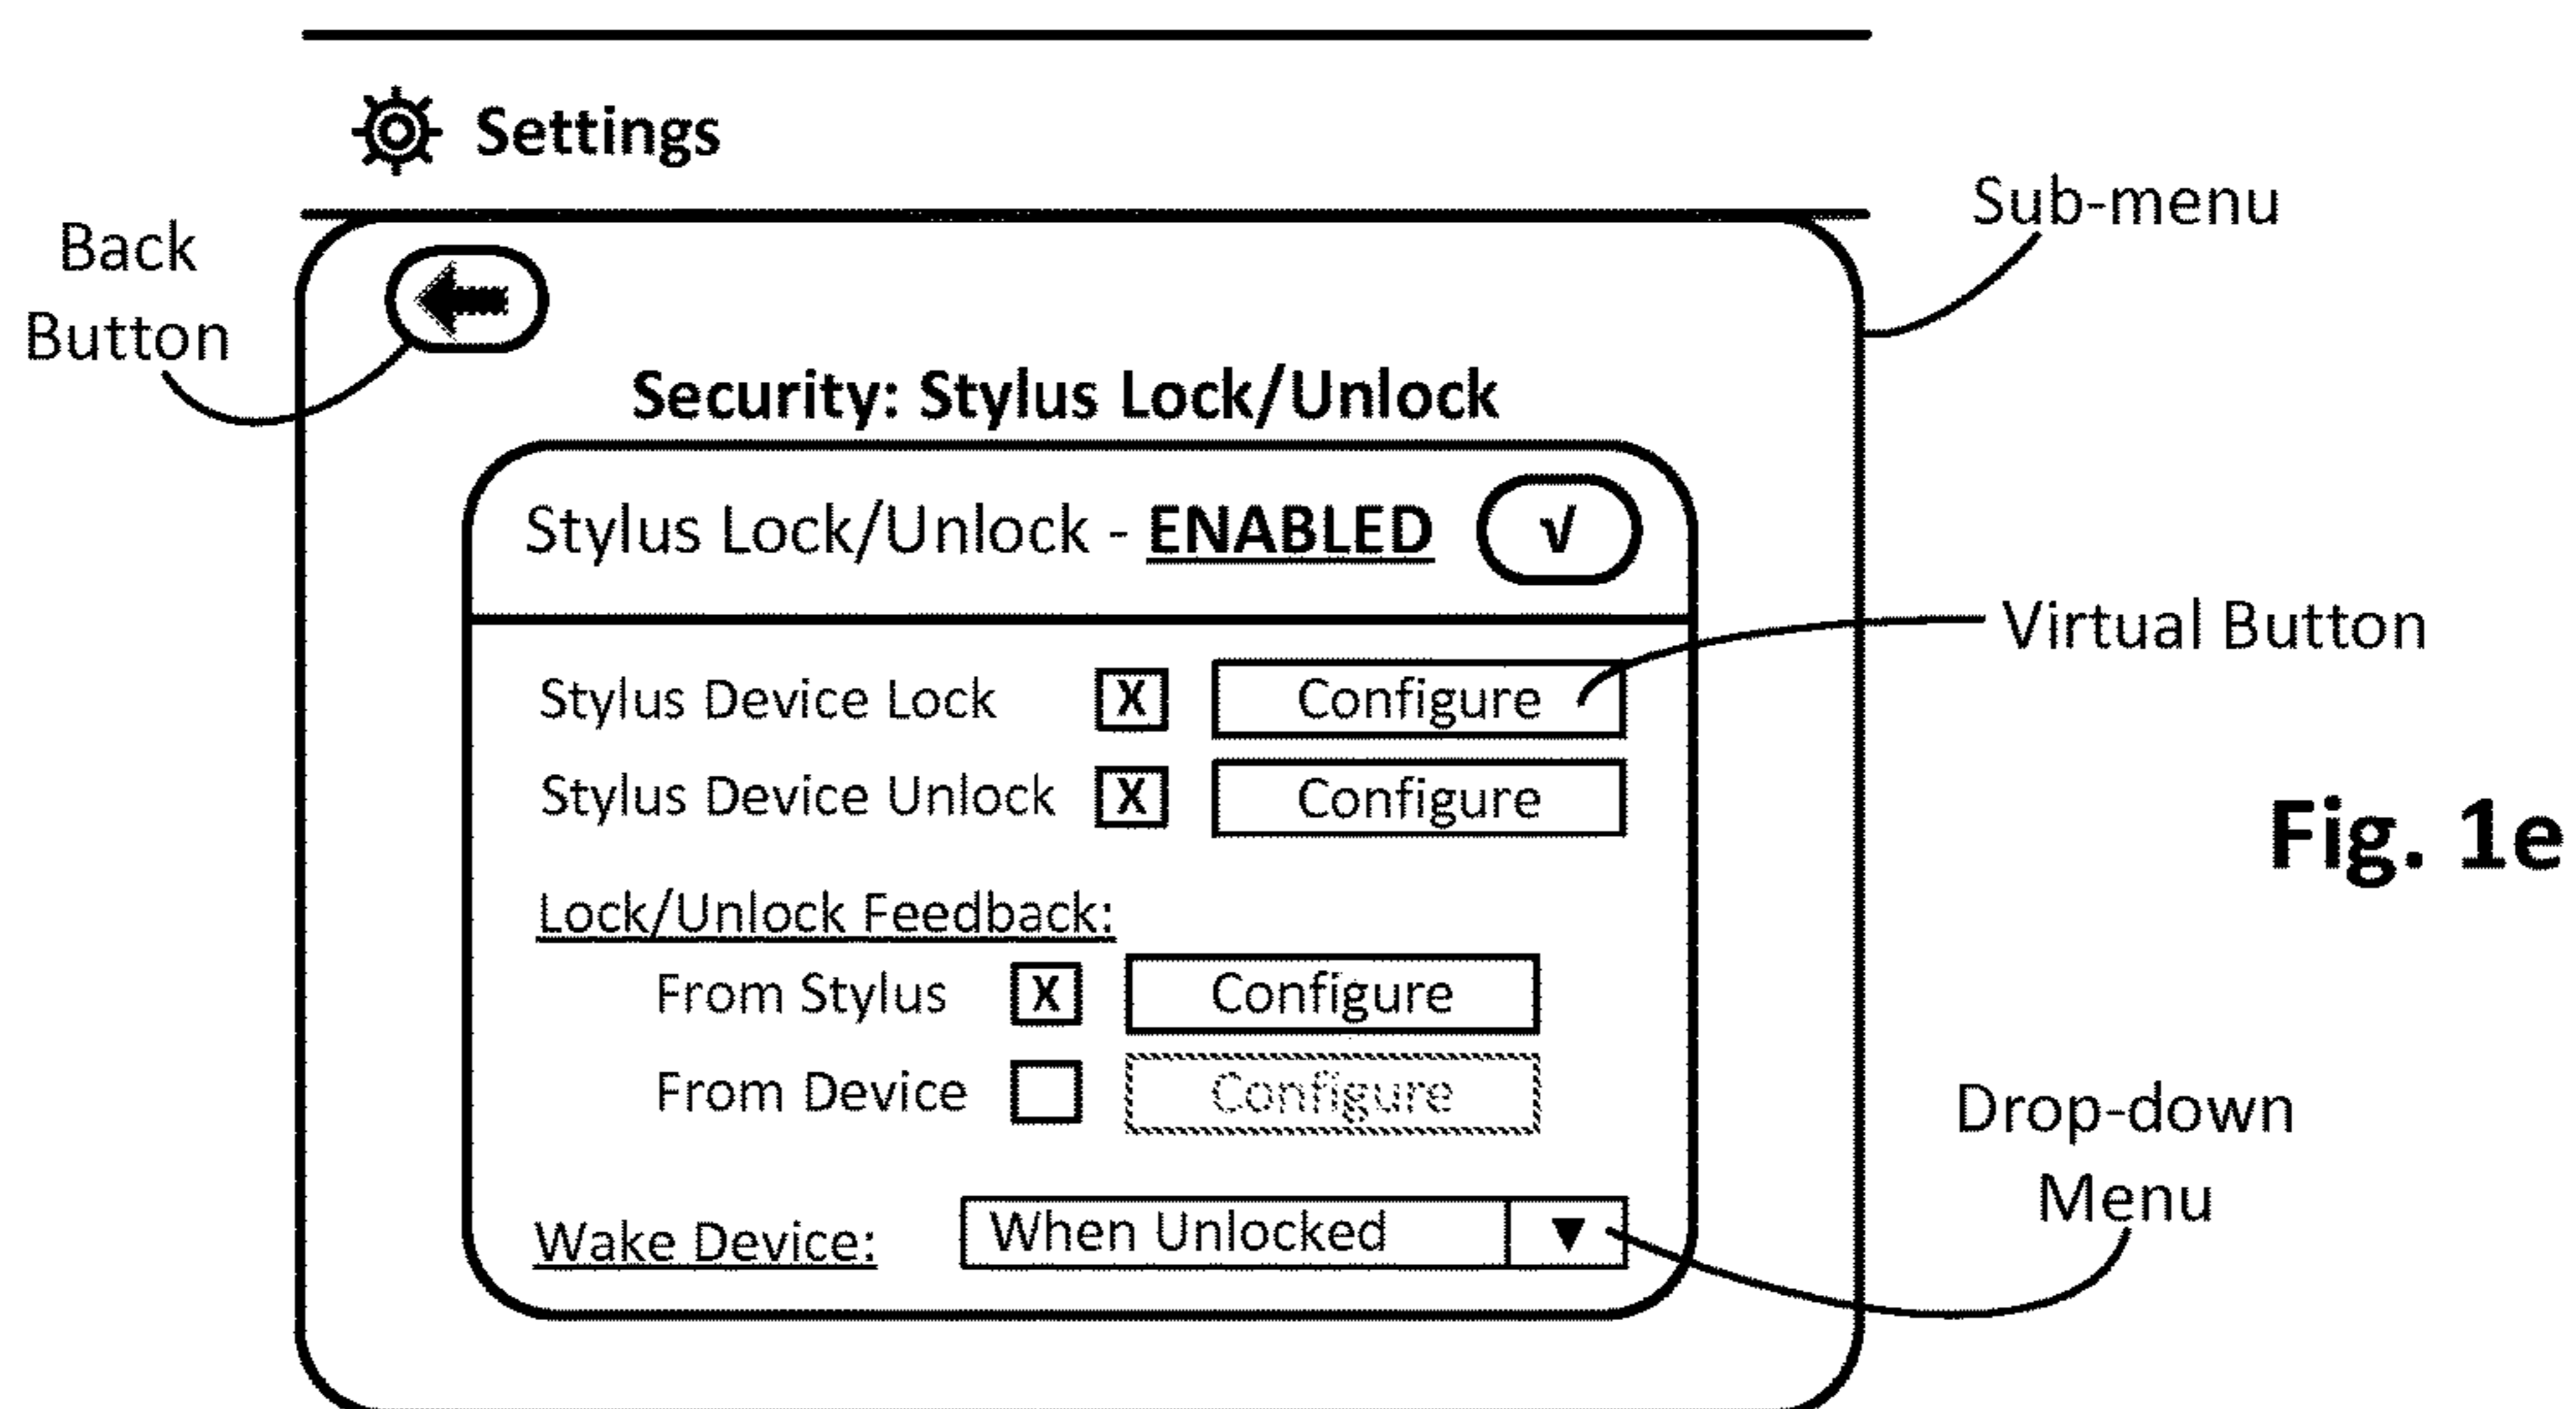 Settings
Sub-menu
Back
Button
Security: Stylus Lock/Unlock
Stylus Lock/Unlock - ENABLED √
Virtual Button
Stylus Device Lock X Configure
Stylus Device Unlock X Configure
Fig. 1e
Lock/Unlock Feedback:
From Stylus X Configure
From Device Configure
Drop-down
Menu
Wake Device: When Unlocked ▼